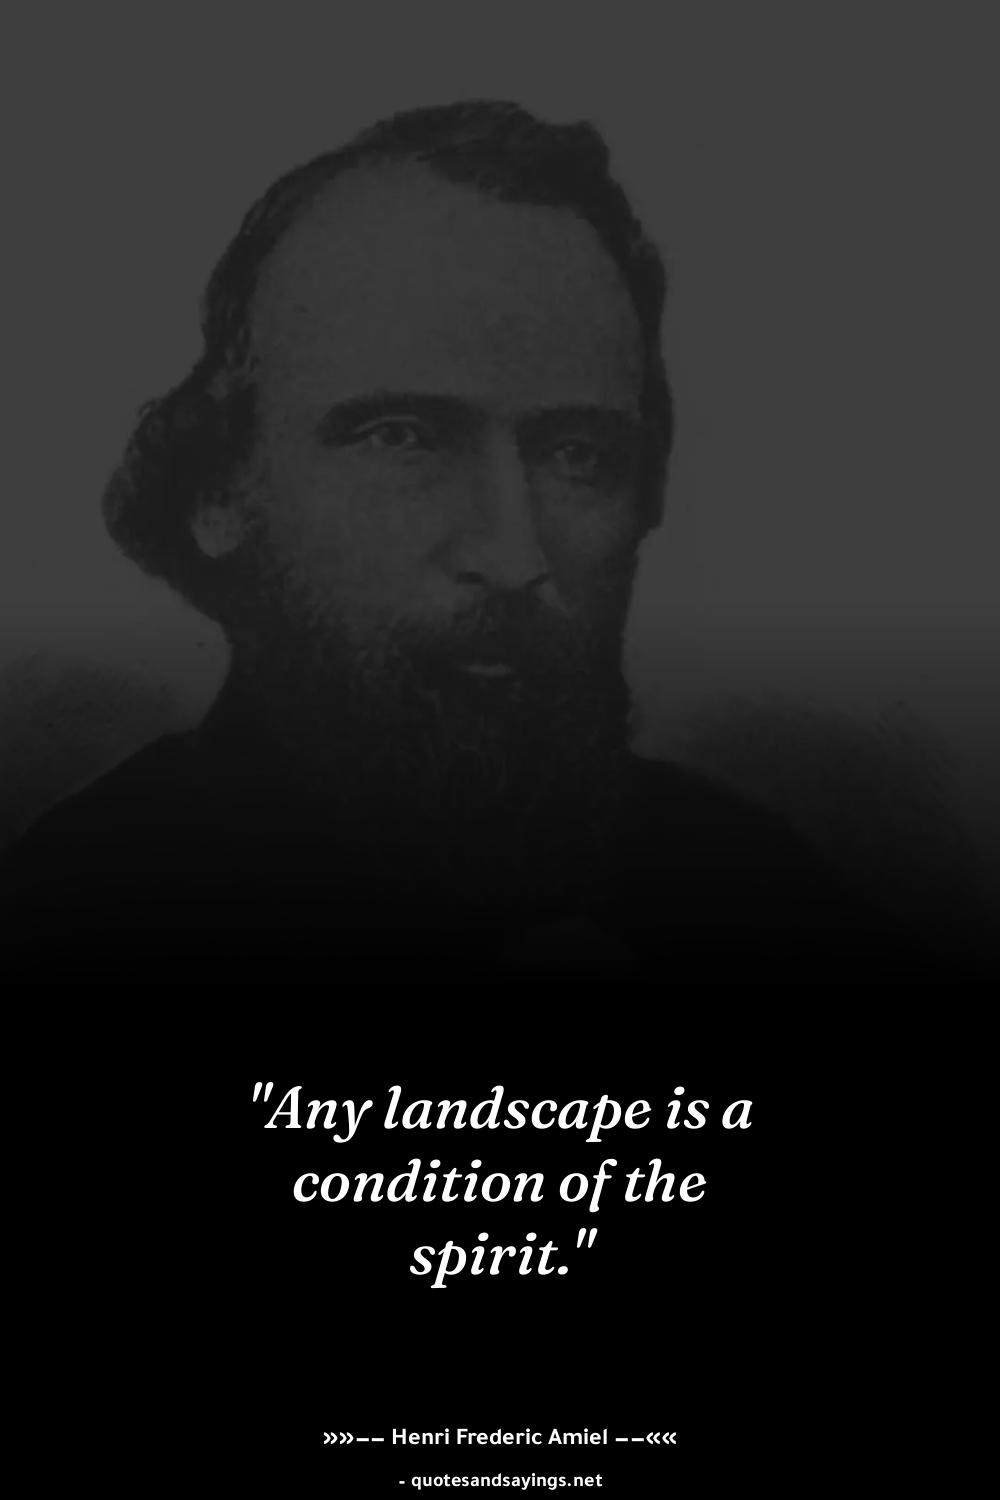 "Any landscape is a
condition of the
spirit."
»»–– Henri Frederic Amiel ––««
- quotesandsayings.net